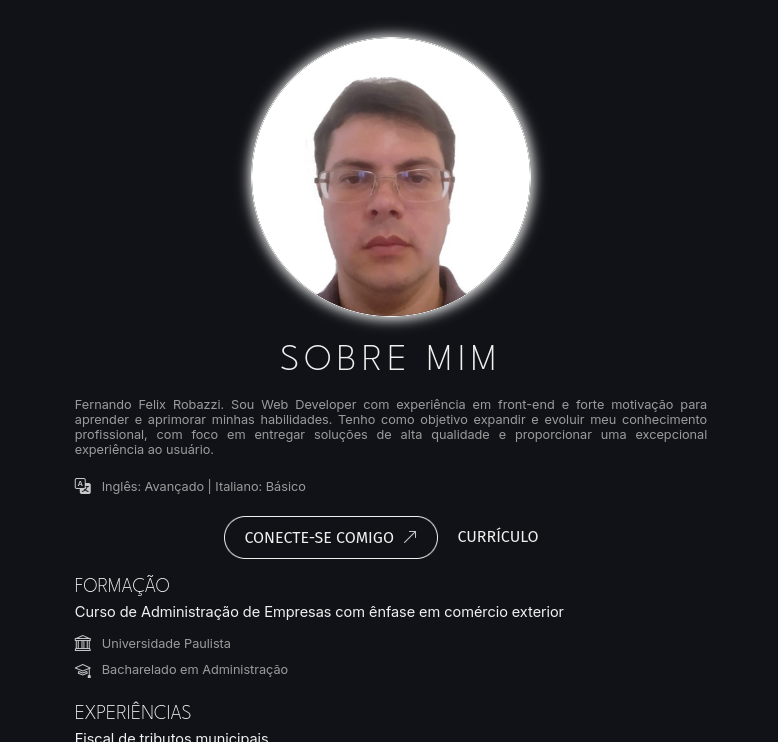 SOBRE MIM
Fernando Felix Robazzi. Sou Web Developer com experiência em front-end e forte motivação para
aprender e aprimorar minhas habilidades. Tenho como objetivo expandir e evoluir meu conhecimento
profissional, com foco em entregar soluções de alta qualidade e proporcionar uma excepcional
experiência ao usuário.
Inglês: Avançado | Italiano: Básico
CONECTE-SE COMIGO
CURRÍCULO
FORMAÇÃO
Curso de Administração de Empresas com ênfase em comércio exterior
Universidade Paulista
Bacharelado em Administração
EXPERIÊNCIAS
Fiscal de tributos municipais